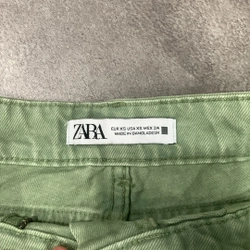 ZARA
EUR XS USA XS MEX 24
MADE IN BANGLADESH